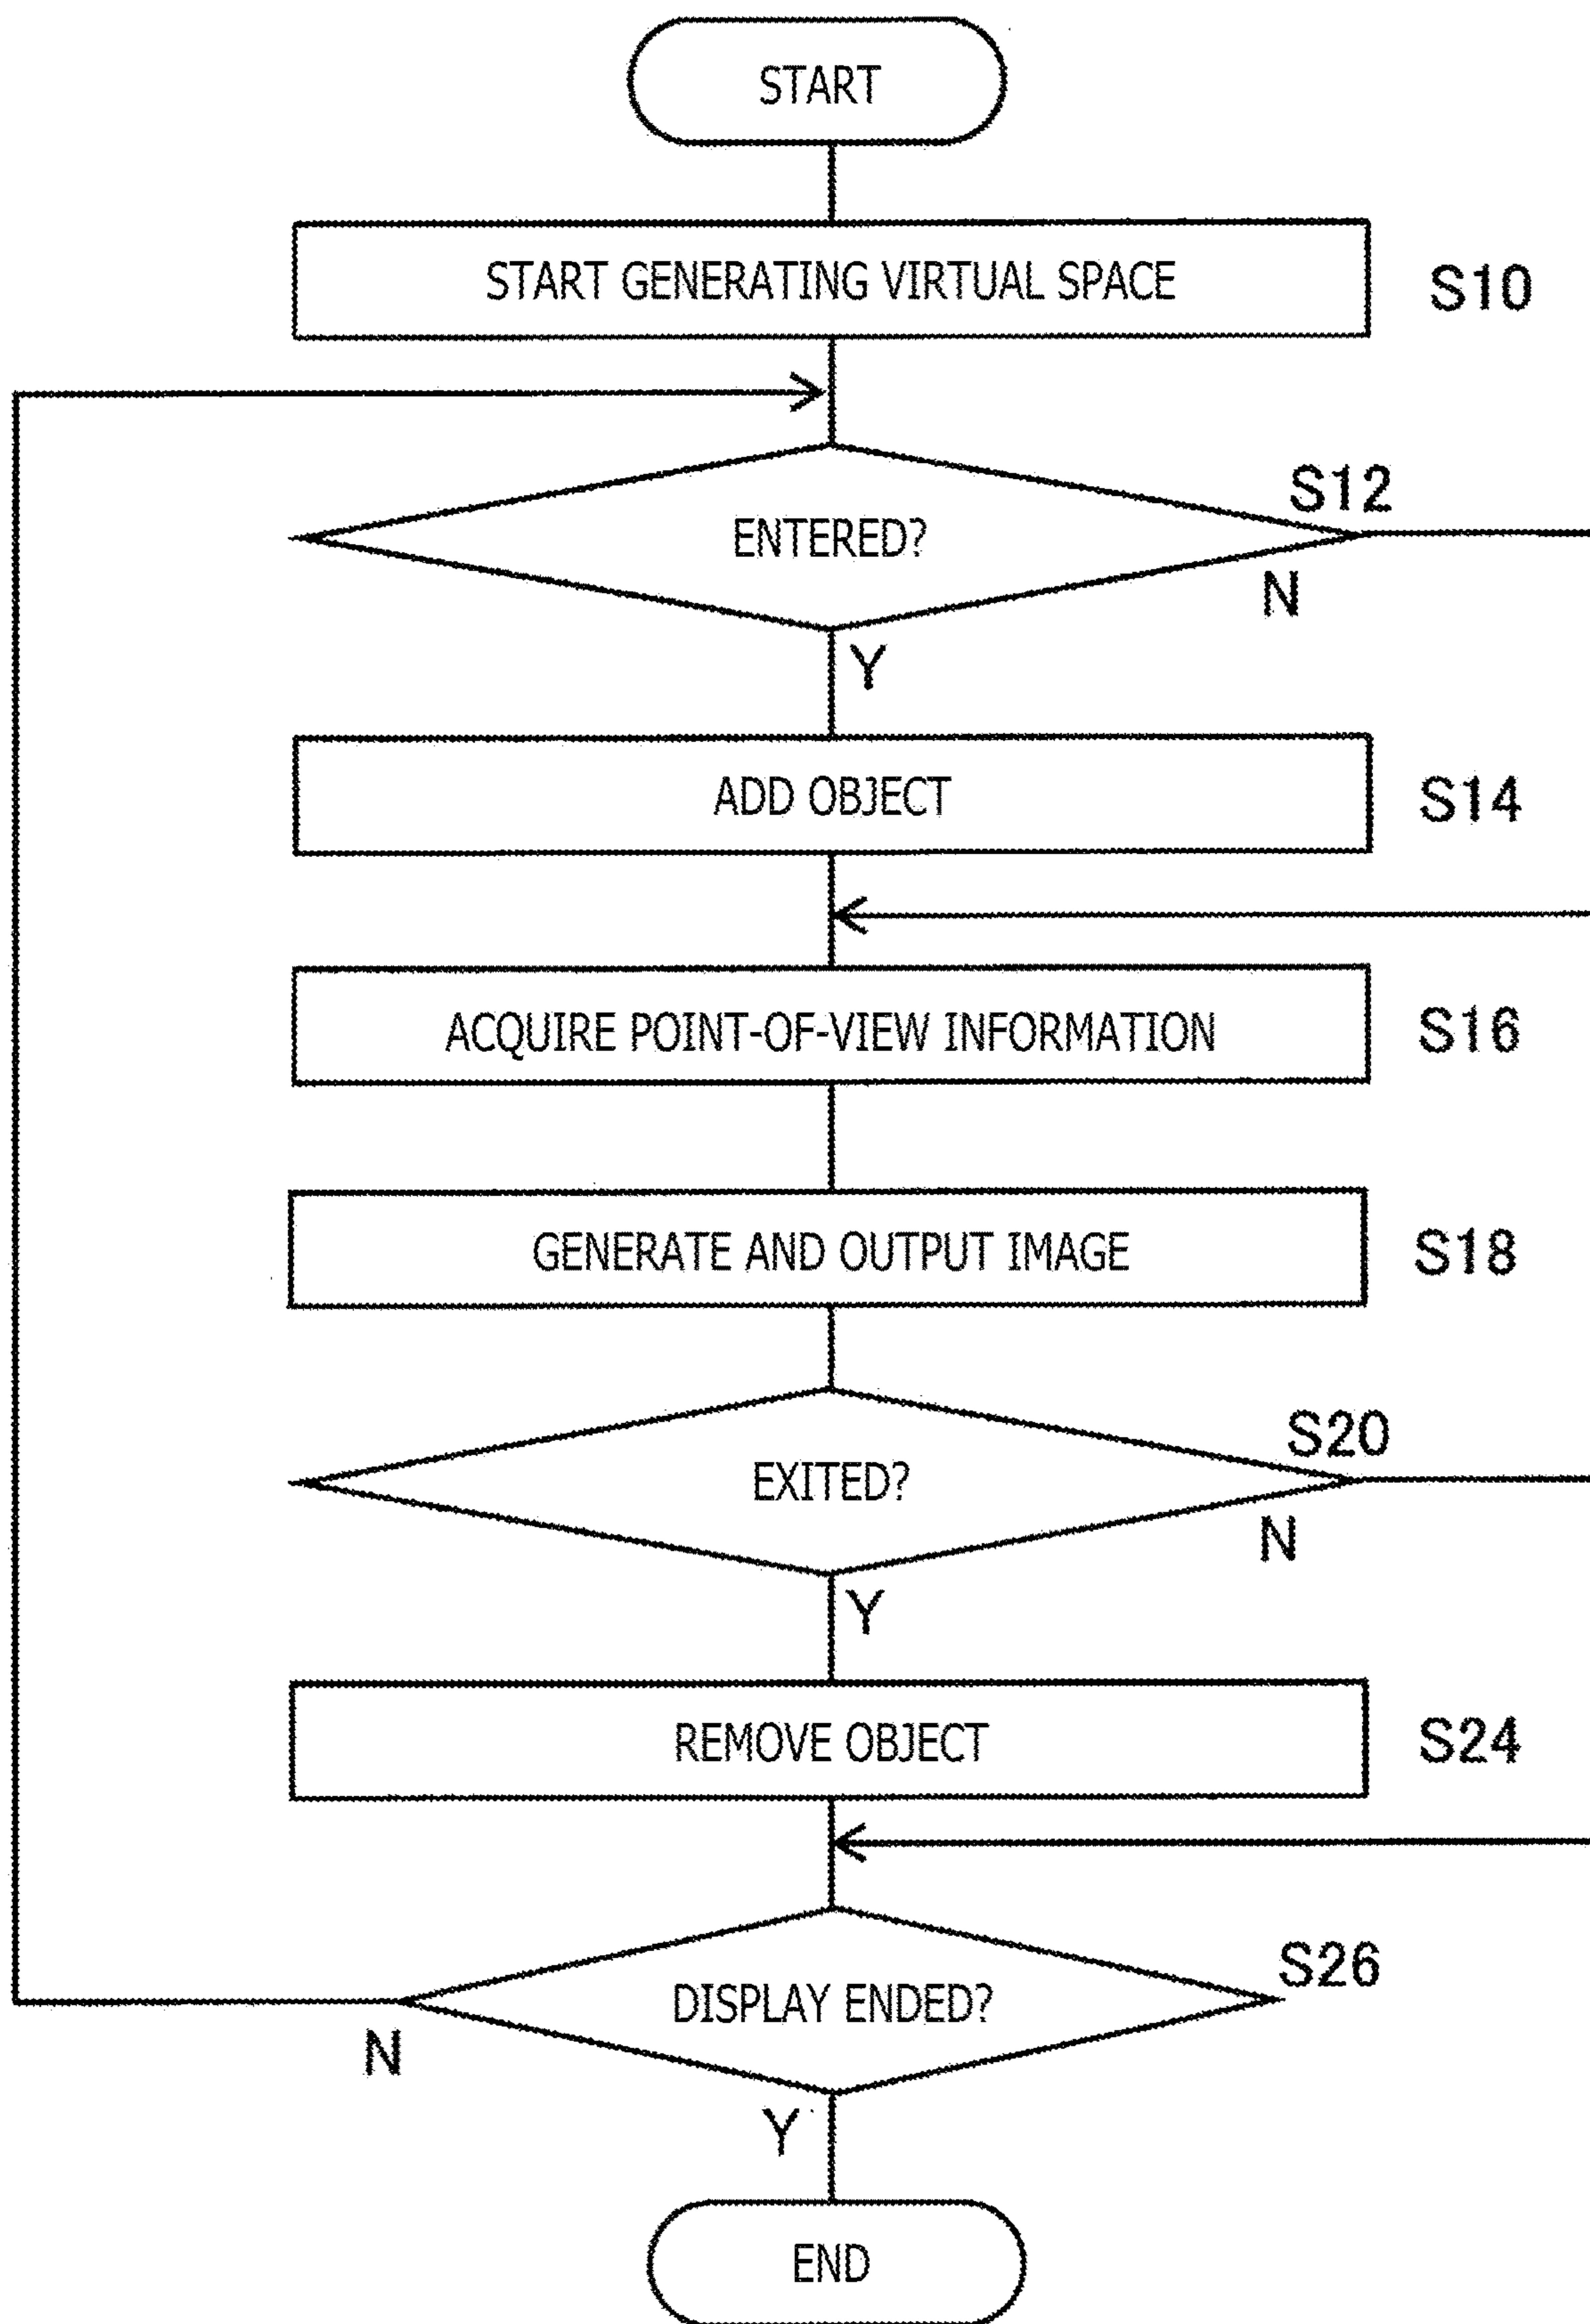 START
START GENERATING VIRTUAL SPACE
S10
ENTERED?
S12
N
Y
ADD OBJECT
S14
ACQUIRE POINT-OF-VIEW INFORMATION
S16
GENERATE AND OUTPUT IMAGE
S18
EXITED?
S20
N
Y
REMOVE OBJECT
S24
DISPLAY ENDED?
S26
N
Y
END